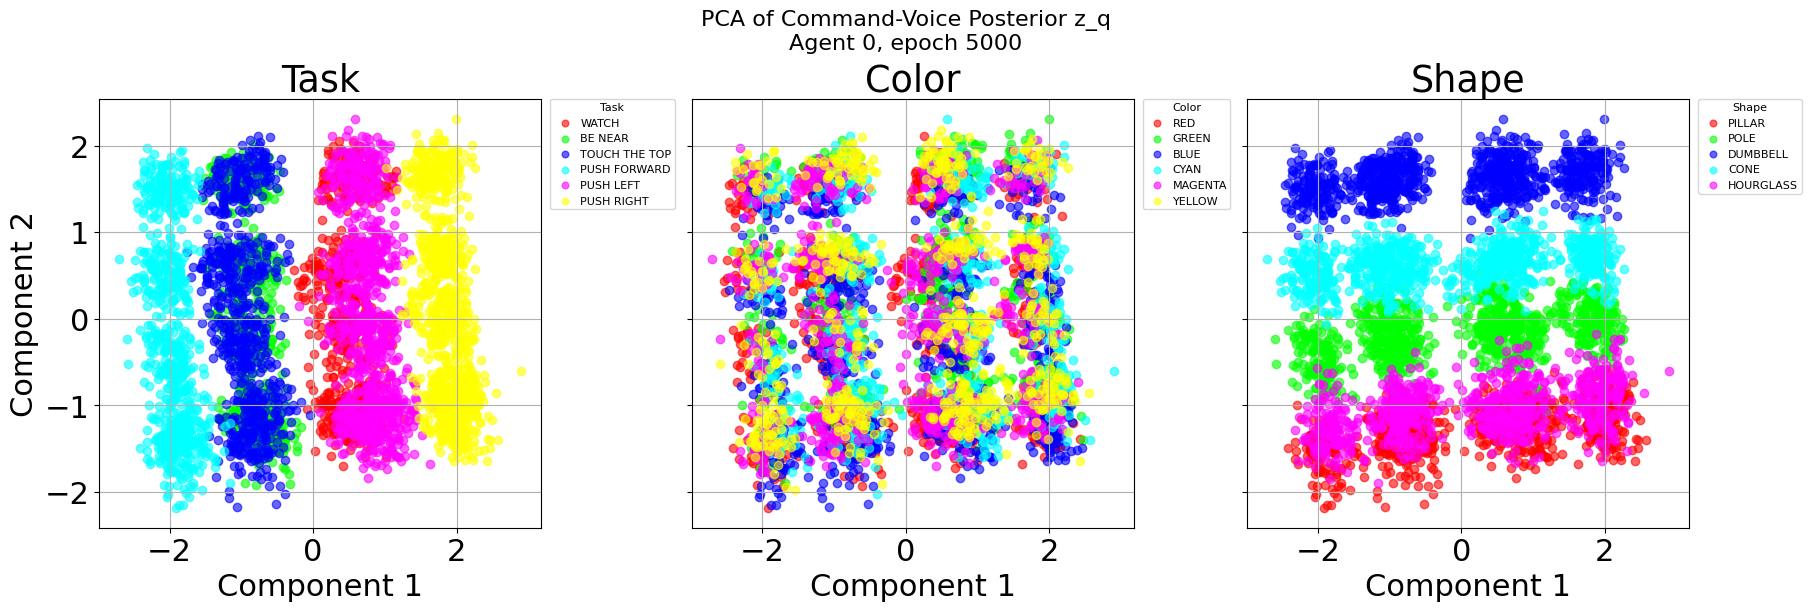 PCA of Command-Voice Posterior z_q
Agent 0, epoch 5000
Task
Component 2
2
1
0
−1
−2
−2 0 2
Component 1
Task
WATCH
BE NEAR
TOUCH THE TOP
PUSH FORWARD
PUSH LEFT
PUSH RIGHT
Color
−2 0 2
Component 1
Color
RED
GREEN
BLUE
CYAN
MAGENTA
YELLOW
Shape
−2 0 2
Component 1
Shape
PILLAR
POLE
DUMBBELL
CONE
HOURGLASS